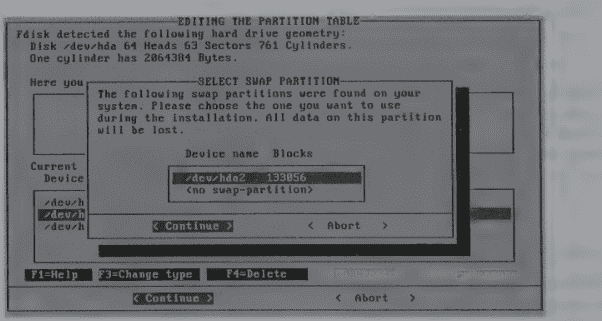 EDITING THE PARTITION TABLE
Fdisk detected the following hard drive geometry:
Disk /dev/hda 64 Heads 63 Sectors 761 Cylinders.
One cylinder has 2064384 Bytes.
Here you
SELECT SWAP PARTITION
The following swap partitions were found on your
system. Please choose the one you want to use
during the installation. All data on this partition
will be lost.
Device name Blocks
/dev/hda2 133056
<no swap-partition>
< Continue > < Abort >
Current
Device
/dev/h
/dev/h
/dev/h
F1=Help F3=Change type F4=Delete
< Continue > < Abort >